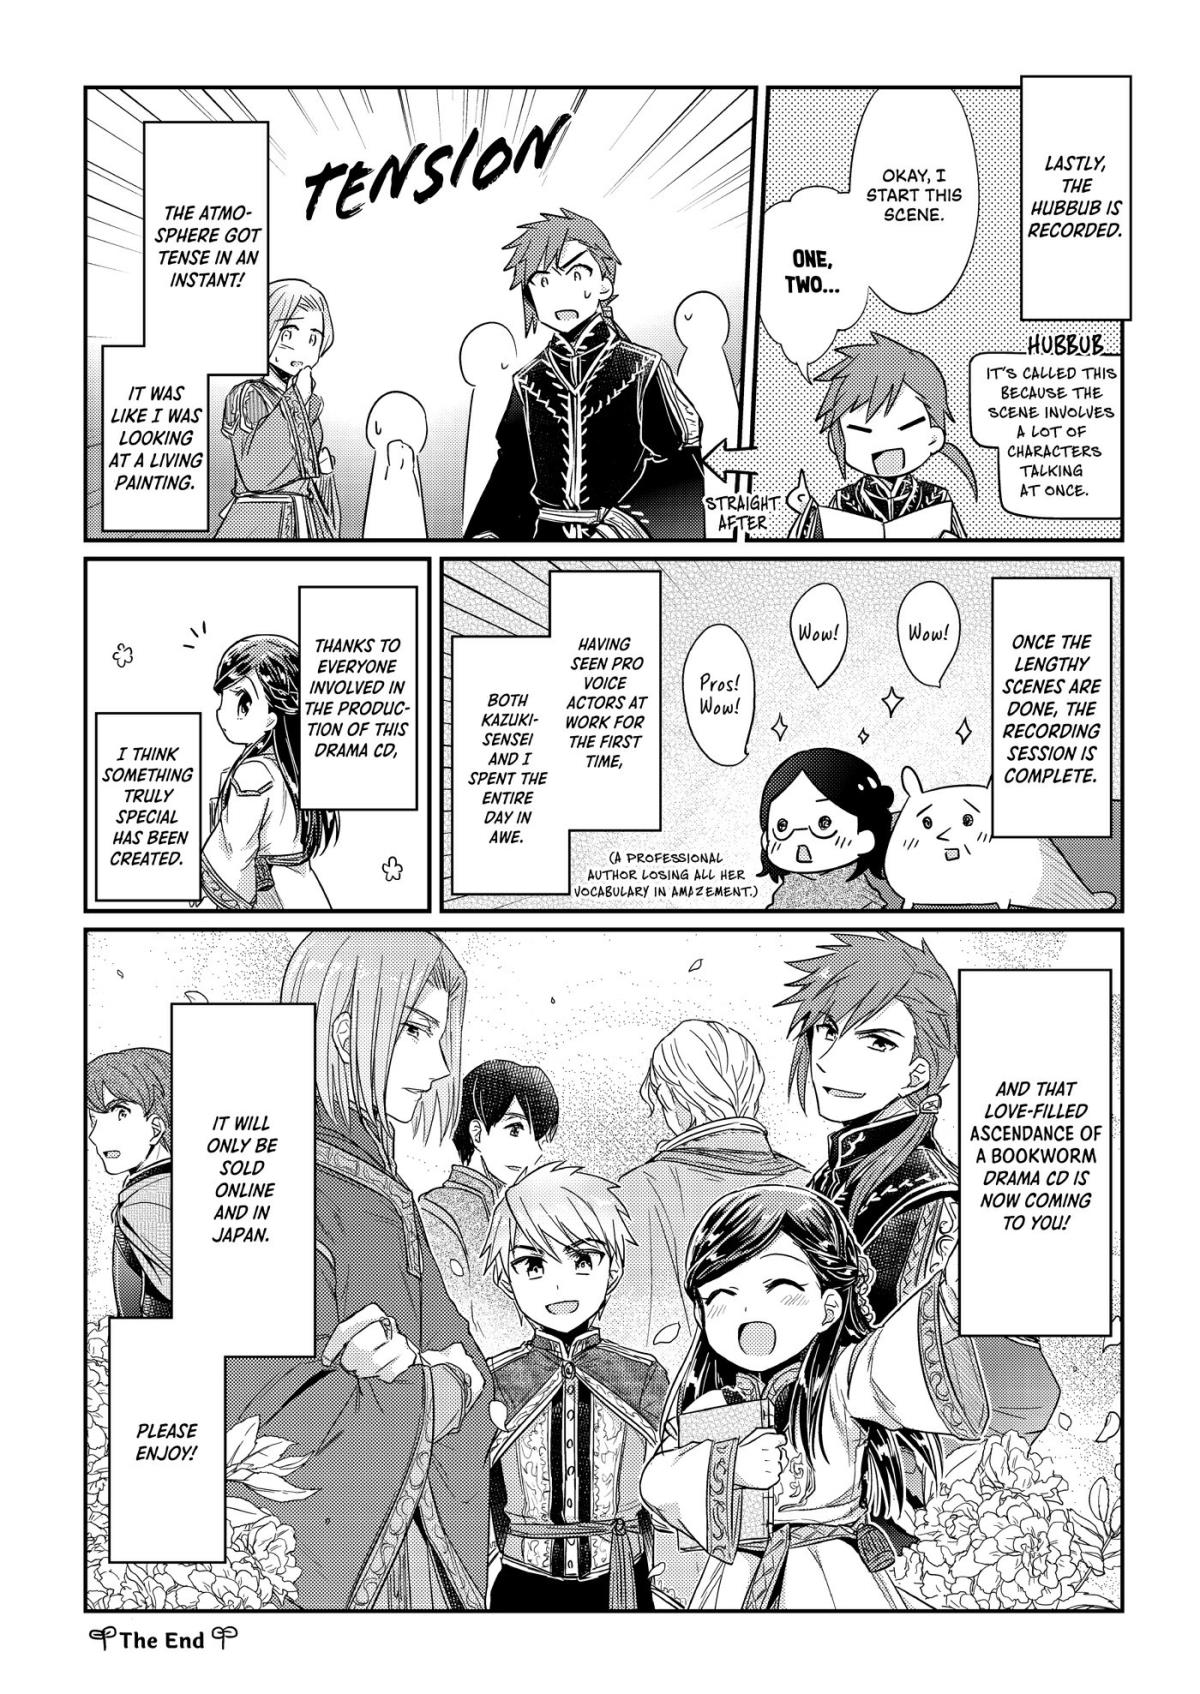 LASTLY,
THE
HUBBUB IS
RECORDED.
OKAY, I
START THIS
SCENE.
ONE,
TWO...
HUBBUB
IT'S CALLED THIS
BECAUSE THE
SCENE INVOLVES
A LOT OF
CHARACTERS
TALKING
AT ONCE.
STRAIGHT
AFTER
TENSION
THE ATMO-
SPHERE GOT
TENSE IN AN
INSTANT!
IT WAS
LIKE I WAS
LOOKING
AT A LIVING
PAINTING.
ONCE THE
LENGTHY
SCENES ARE
DONE, THE
RECORDING
SESSION IS
COMPLETE.
Wow!
Wow!
Pros!
Wow!
HAVING
SEEN PRO
VOICE
ACTORS AT
WORK FOR
THE FIRST
TIME,
BOTH
KAZUKI-
SENSEI
AND I
SPENT THE
ENTIRE
DAY IN
AWE.
(A PROFESSIONAL
AUTHOR LOSING ALL HER
VOCABULARY IN AMAZEMENT.)
THANKS TO
EVERYONE
INVOLVED IN
THE PRODUC-
TION OF THIS
DRAMA CD,
I THINK
SOMETHING
TRULY
SPECIAL
HAS BEEN
CREATED.
AND THAT
LOVE-FILLED
ASCENDANCE OF
A BOOKWORM
DRAMA CD IS
NOW COMING
TO YOU!
IT WILL
ONLY BE
SOLD
ONLINE
AND IN
JAPAN.
PLEASE
ENJOY!
The End